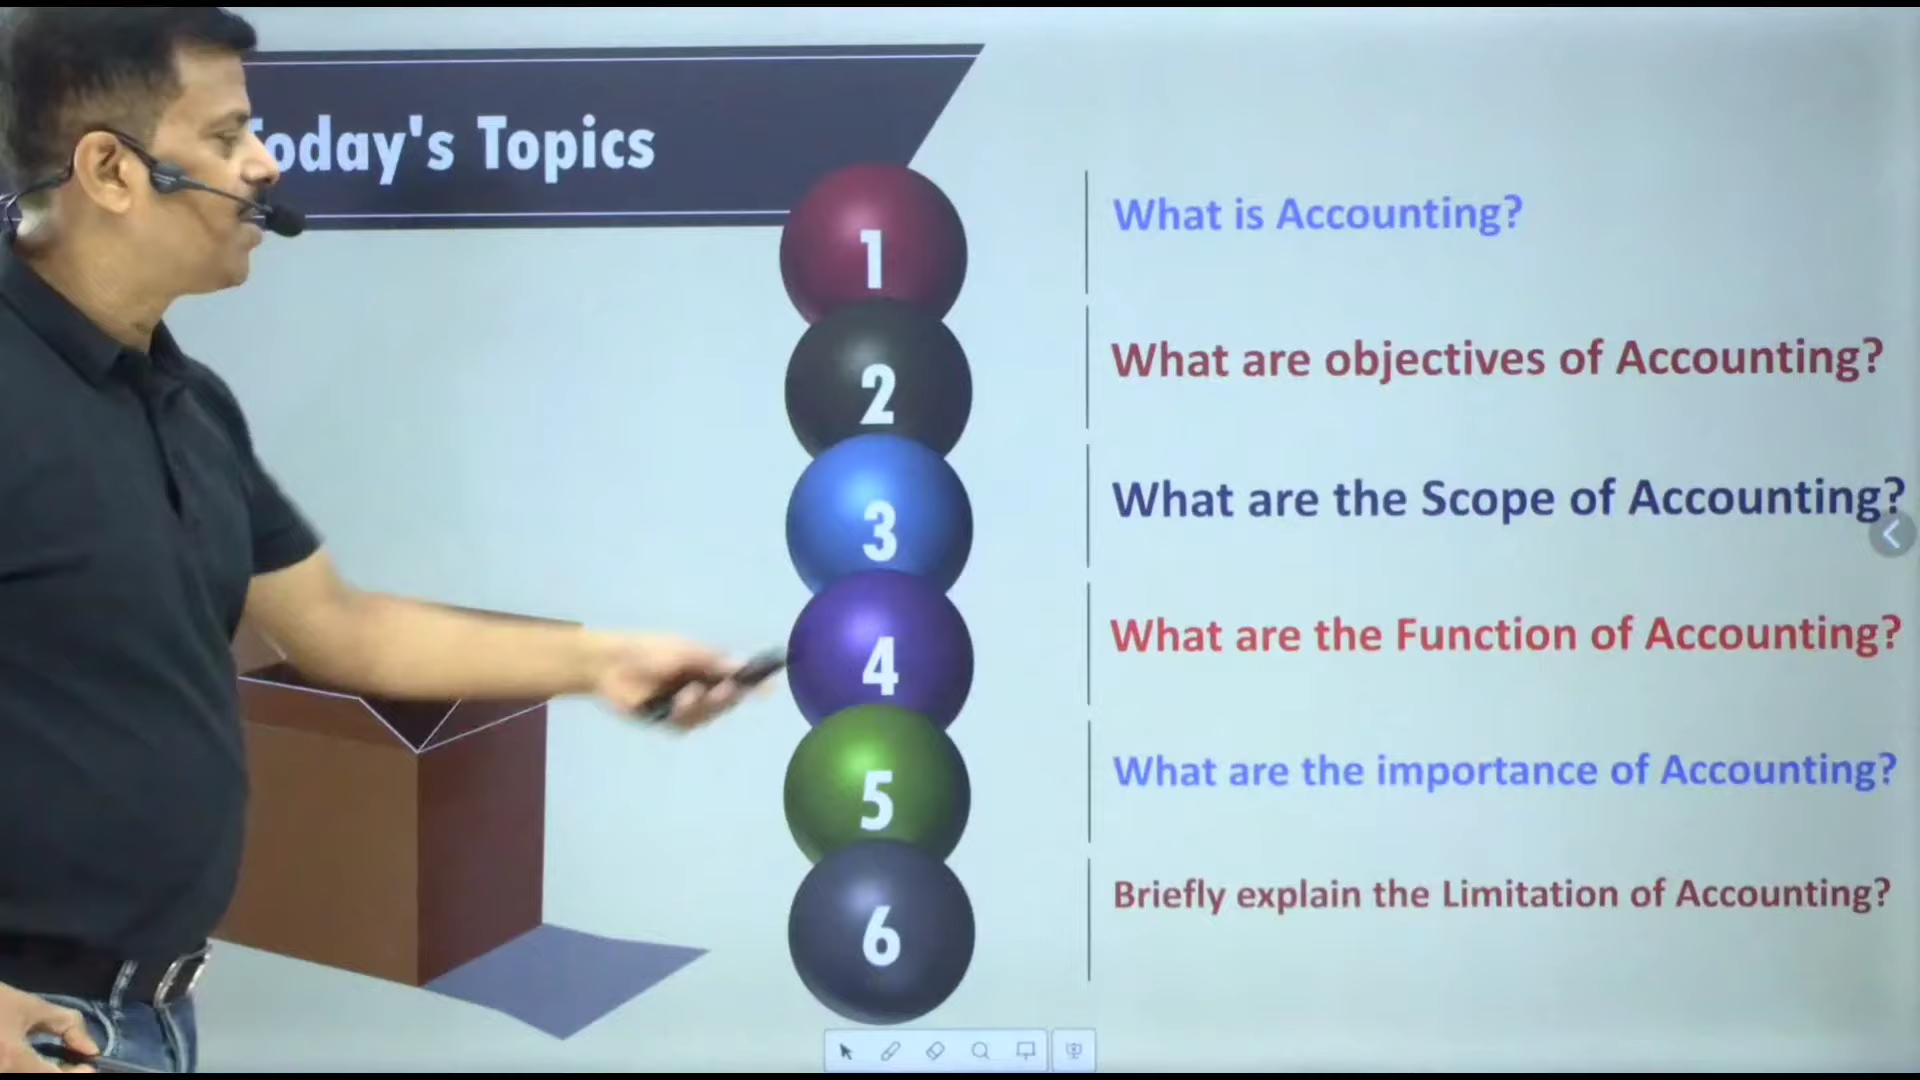 Today's Topics
1
What is Accounting?
2
What are objectives of Accounting?
3
What are the Scope of Accounting?
4
What are the Function of Accounting?
5
What are the importance of Accounting?
6
Briefly explain the Limitation of Accounting?